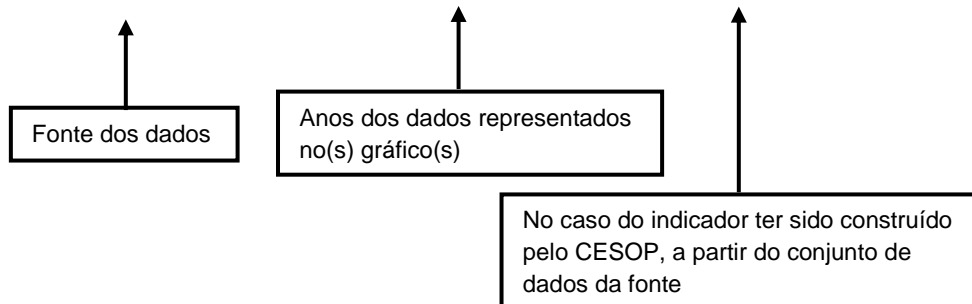 Fonte dos dados
Anos dos dados representados
no(s) gráfico(s)
No caso do indicador ter sido construído
pelo CESOP, a partir do conjunto de
dados da fonte